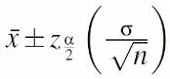 x̄ ± z_{α/2} (σ/√n)